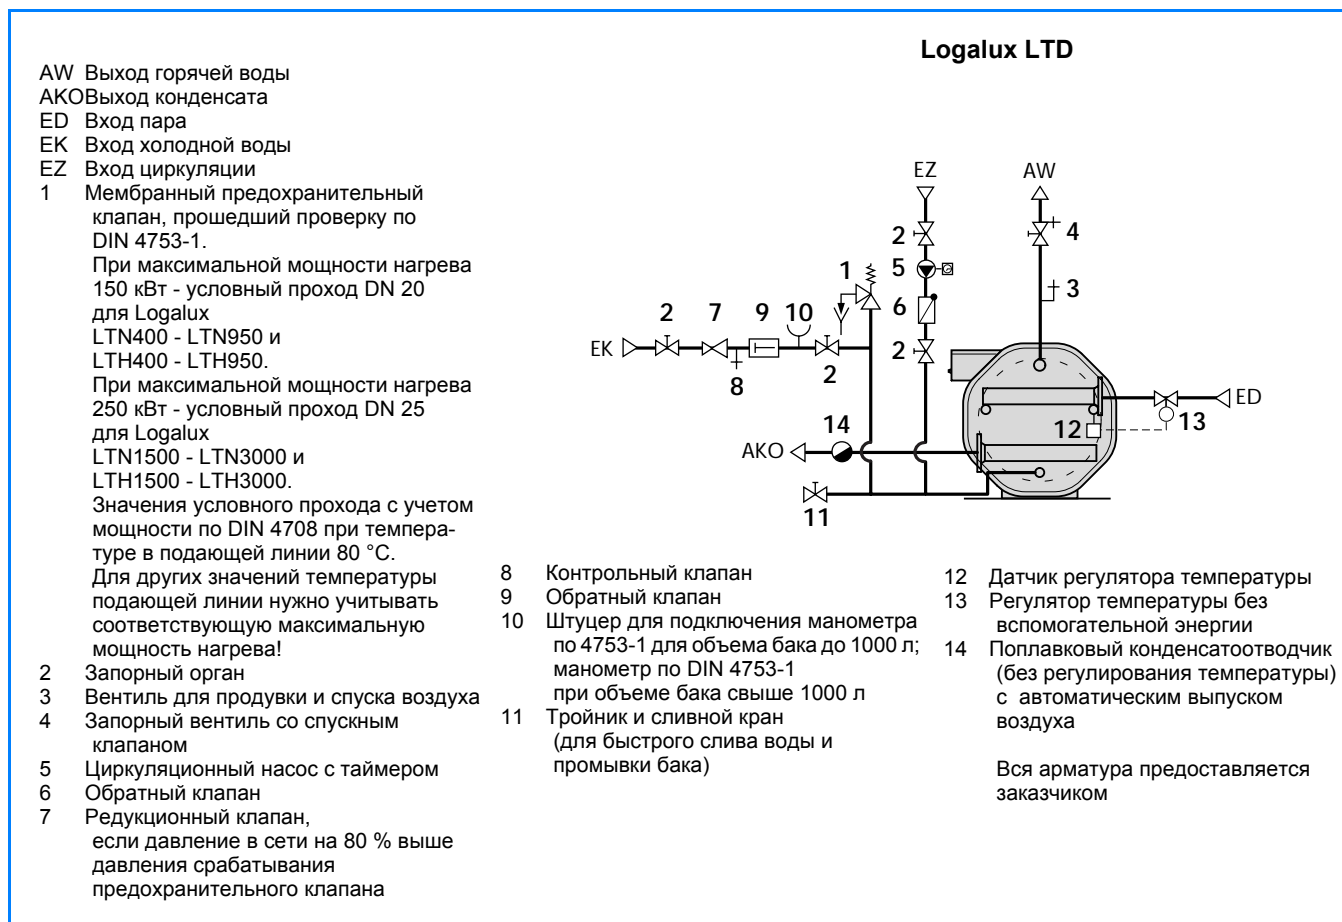 Logalux LTD
AW Выход горячей воды
AKOВыход конденсата
ED Вход пара
EK Вход холодной воды
EZ Вход циркуляции
1 Мембранный предохранительный
клапан, прошедший проверку по
DIN 4753-1.
При максимальной мощности нагрева
150 кВт - условный проход DN 20
для Logalux
LTN400 - LTN950 и
LTH400 - LTH950.
При максимальной мощности нагрева
250 кВт - условный проход DN 25
для Logalux
LTN1500 - LTN3000 и
LTH1500 - LTH3000.
Значения условного прохода с учетом
мощности по DIN 4708 при темпера-
туре в подающей линии 80 °C.
Для других значений температуры
подающей линии нужно учитывать
соответствующую максимальную
мощность нагрева!
2 Запорный орган
3 Вентиль для продувки и спуска воздуха
4 Запорный вентиль со спускным
клапаном
5 Циркуляционный насос с таймером
6 Обратный клапан
7 Редукционный клапан,
если давление в сети на 80 % выше
давления срабатывания
предохранительного клапана
EZ
AW
2
4
1
5
3
6
2
7
9
10
EK
2
8
2
ED
13
14
12
AKO
11
8 Контрольный клапан
9 Обратный клапан
10 Штуцер для подключения манометра
по 4753-1 для объема бака до 1000 л;
манометр по DIN 4753-1
при объеме бака свыше 1000 л
11 Тройник и сливной кран
(для быстрого слива воды и
промывки бака)
12 Датчик регулятора температуры
13 Регулятор температуры без
вспомогательной энергии
14 Поплавковый конденсатоотводчик
(без регулирования температуры)
с автоматическим выпуском
воздуха
Вся арматура предоставляется
заказчиком